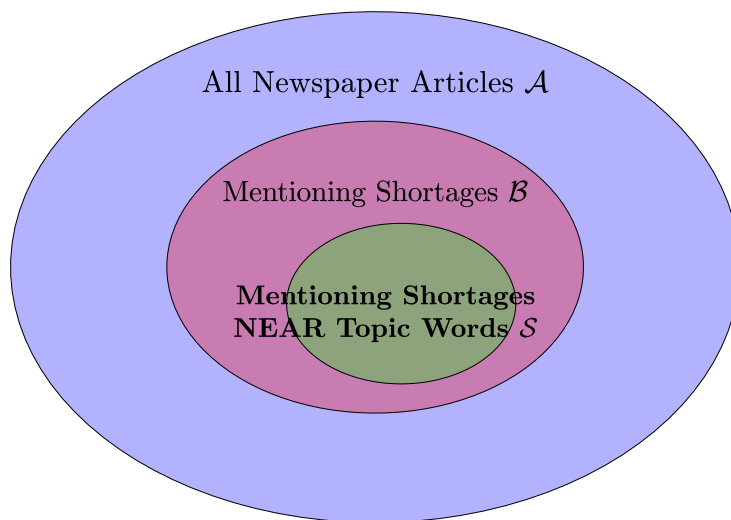 All Newspaper Articles 𝒜
Mentioning Shortages ℬ
Mentioning Shortages
NEAR Topic Words 𝒮